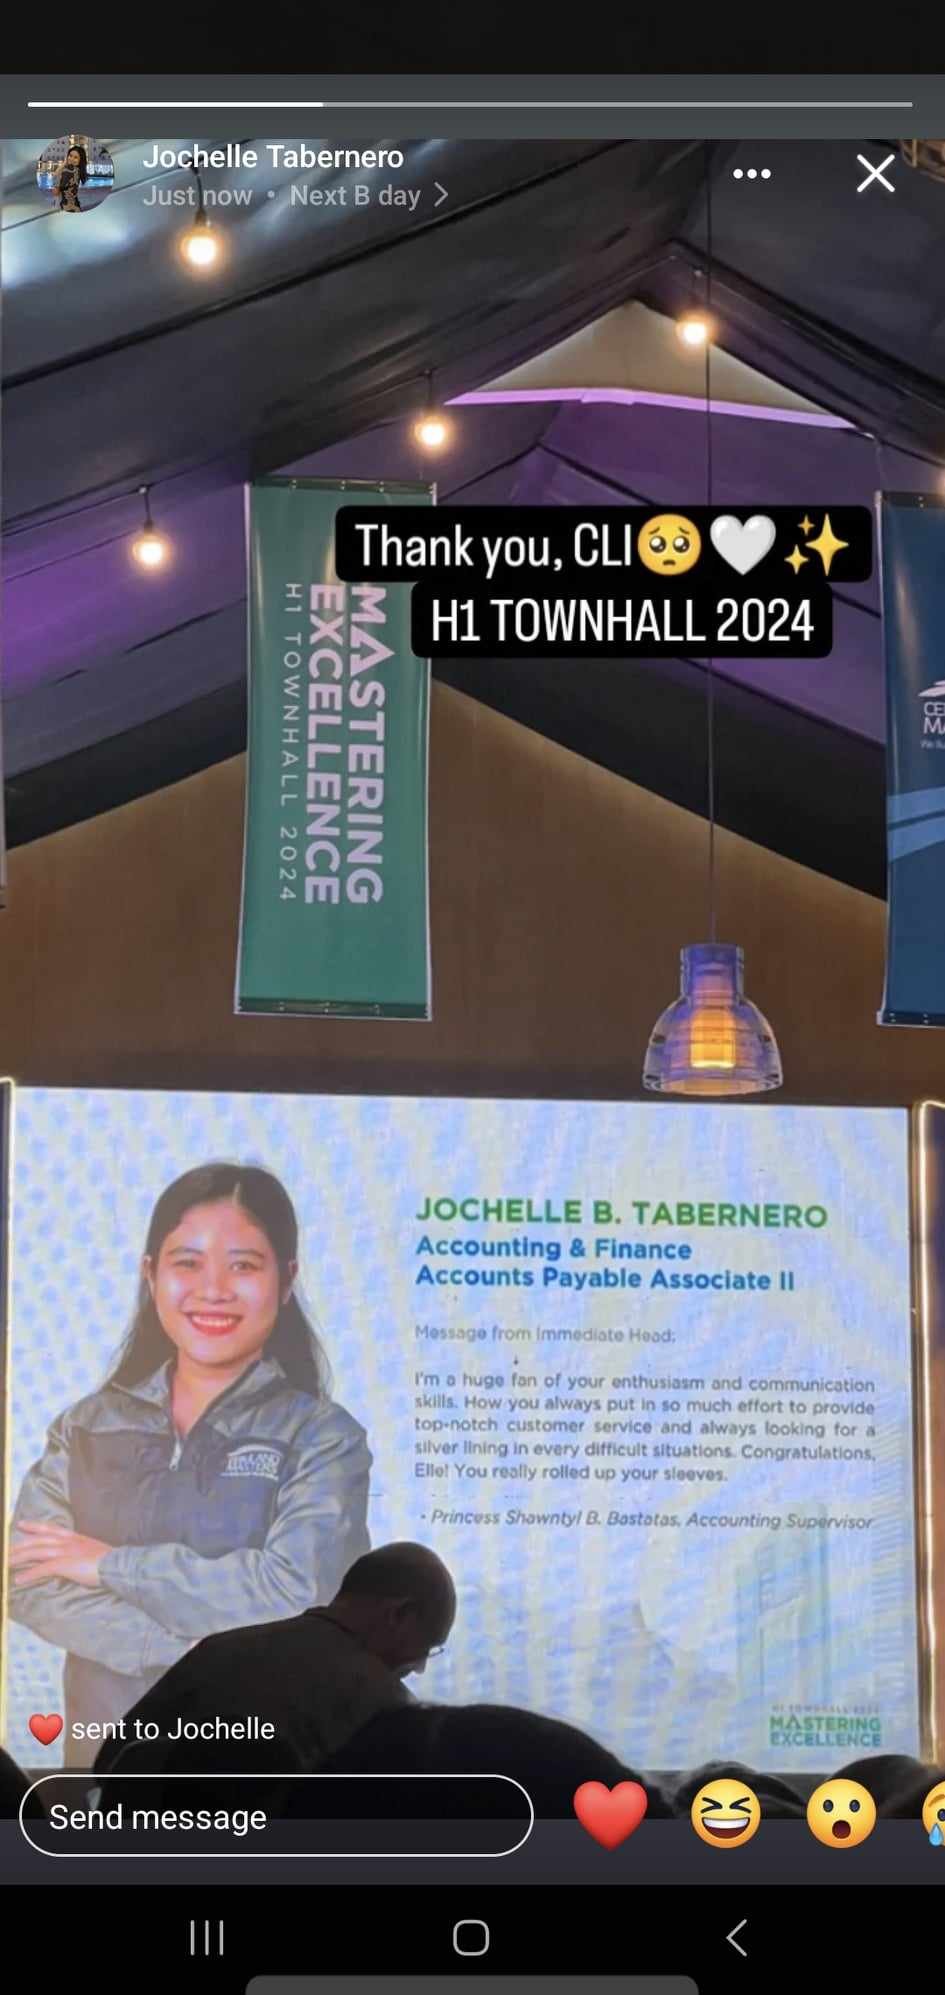 Jochelle Tabernero
Just now • Next B day
Thank you, CLI🥺🤍✨
H1 TOWNHALL 2024
MASTERING
EXCELLENCE
H1 TOWNHALL 2024
JOCHELLE B. TABERNERO
Accounting & Finance
Accounts Payable Associate II
Message from Immediate Head:
I'm a huge fan of your enthusiasm and communication
skills. How you always put in so much effort to provide
top-notch customer service and always looking for a
silver lining in every difficult situations. Congratulations,
Elle! You really rolled up your sleeves.
- Princess Shawntyl B. Bastatas, Accounting Supervisor
H1 TOWNHALL 2024
MASTERING
EXCELLENCE
❤️ sent to Jochelle
Send message